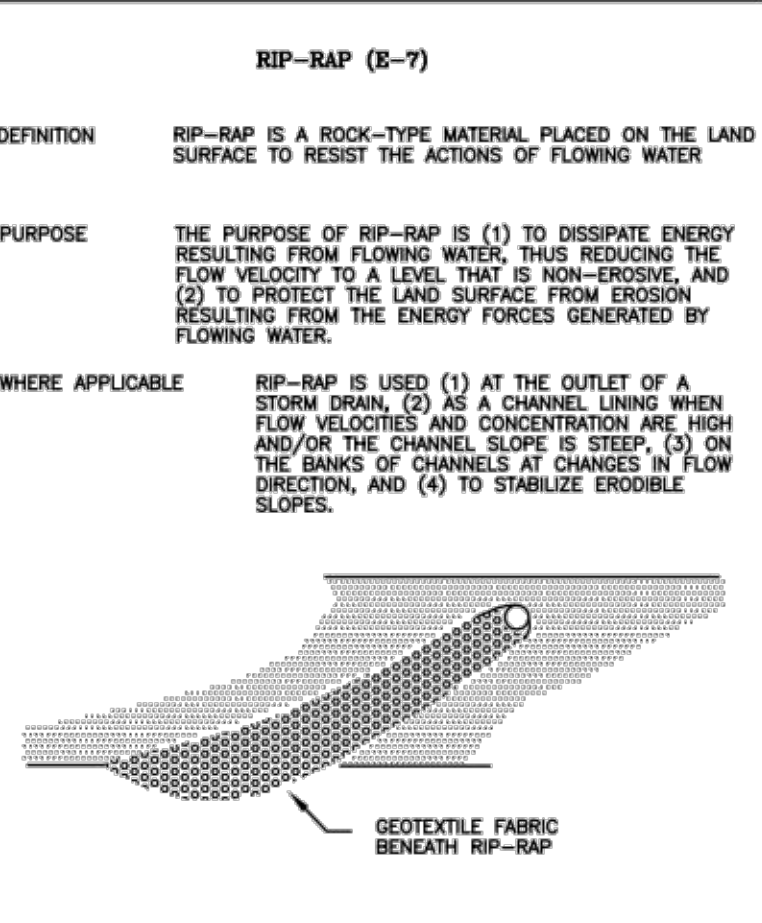 RIP-RAP (E-7)
DEFINITION
RIP-RAP IS A ROCK-TYPE MATERIAL PLACED ON THE LAND
SURFACE TO RESIST THE ACTIONS OF FLOWING WATER
PURPOSE
THE PURPOSE OF RIP-RAP IS (1) TO DISSIPATE ENERGY
RESULTING FROM FLOWING WATER, THUS REDUCING THE
FLOW VELOCITY TO A LEVEL THAT IS NON-EROSIVE, AND
(2) TO PROTECT THE LAND SURFACE FROM EROSION
RESULTING FROM THE ENERGY FORCES GENERATED BY
FLOWING WATER.
WHERE APPLICABLE
RIP-RAP IS USED (1) AT THE OUTLET OF A
STORM DRAIN, (2) AS A CHANNEL LINING WHEN
FLOW VELOCITIES AND CONCENTRATION ARE HIGH
AND/OR THE CHANNEL SLOPE IS STEEP, (3) ON
THE BANKS OF CHANNELS AT CHANGES IN FLOW
DIRECTION, AND (4) TO STABILIZE ERODIBLE
SLOPES.
GEOTEXTILE FABRIC
BENEATH RIP-RAP